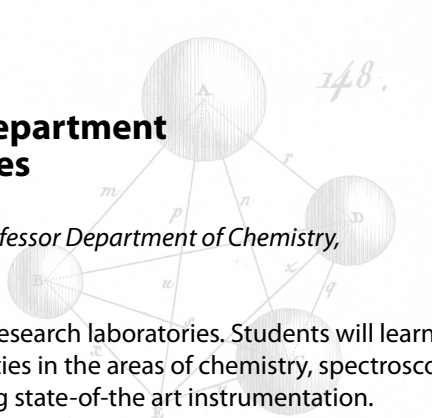 148.
A
epartment
es
r
m
n
p
D
fessor Department of Chemistry,
B
z
u
q
esearch laboratories. Students will learn
x
ties in the areas of chemistry, spectrosco
g state-of-the art instrumentation.